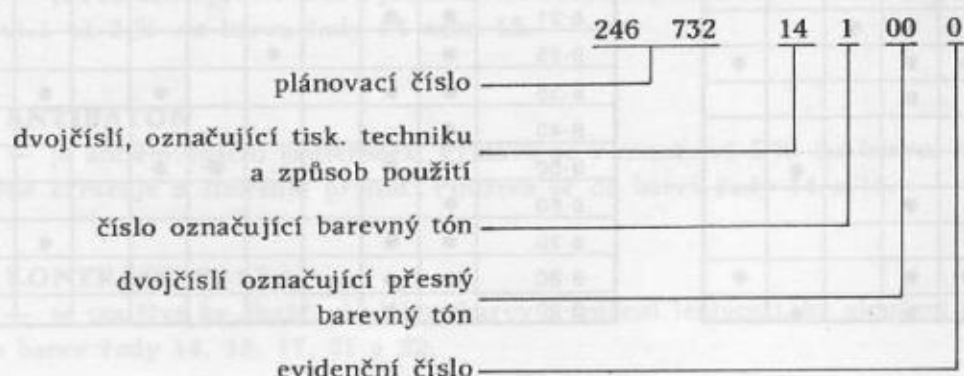 246 732 14 1 00 0
plánovací číslo
dvojčíslí, označující tisk. techniku
a způsob použití
číslo označující barevný tón
dvojčíslí označující přesný
barevný tón
evidenční číslo